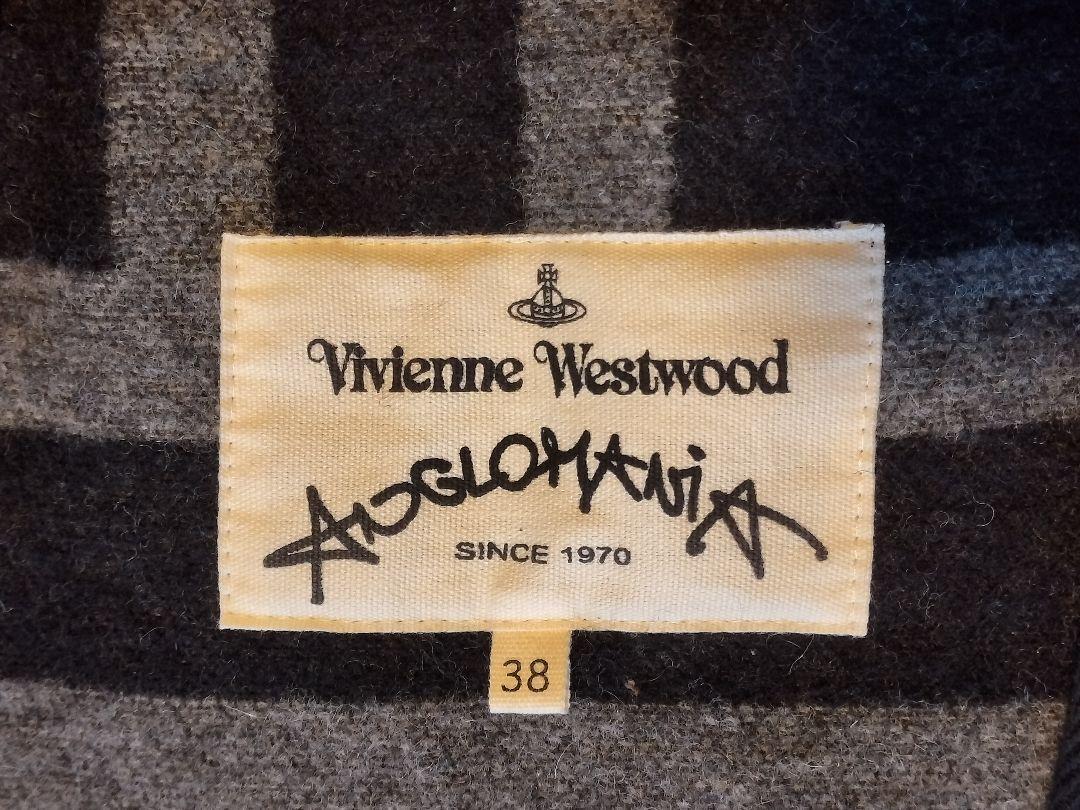 Vivienne Westwood
ANGLOMANiA
SINCE 1970
38